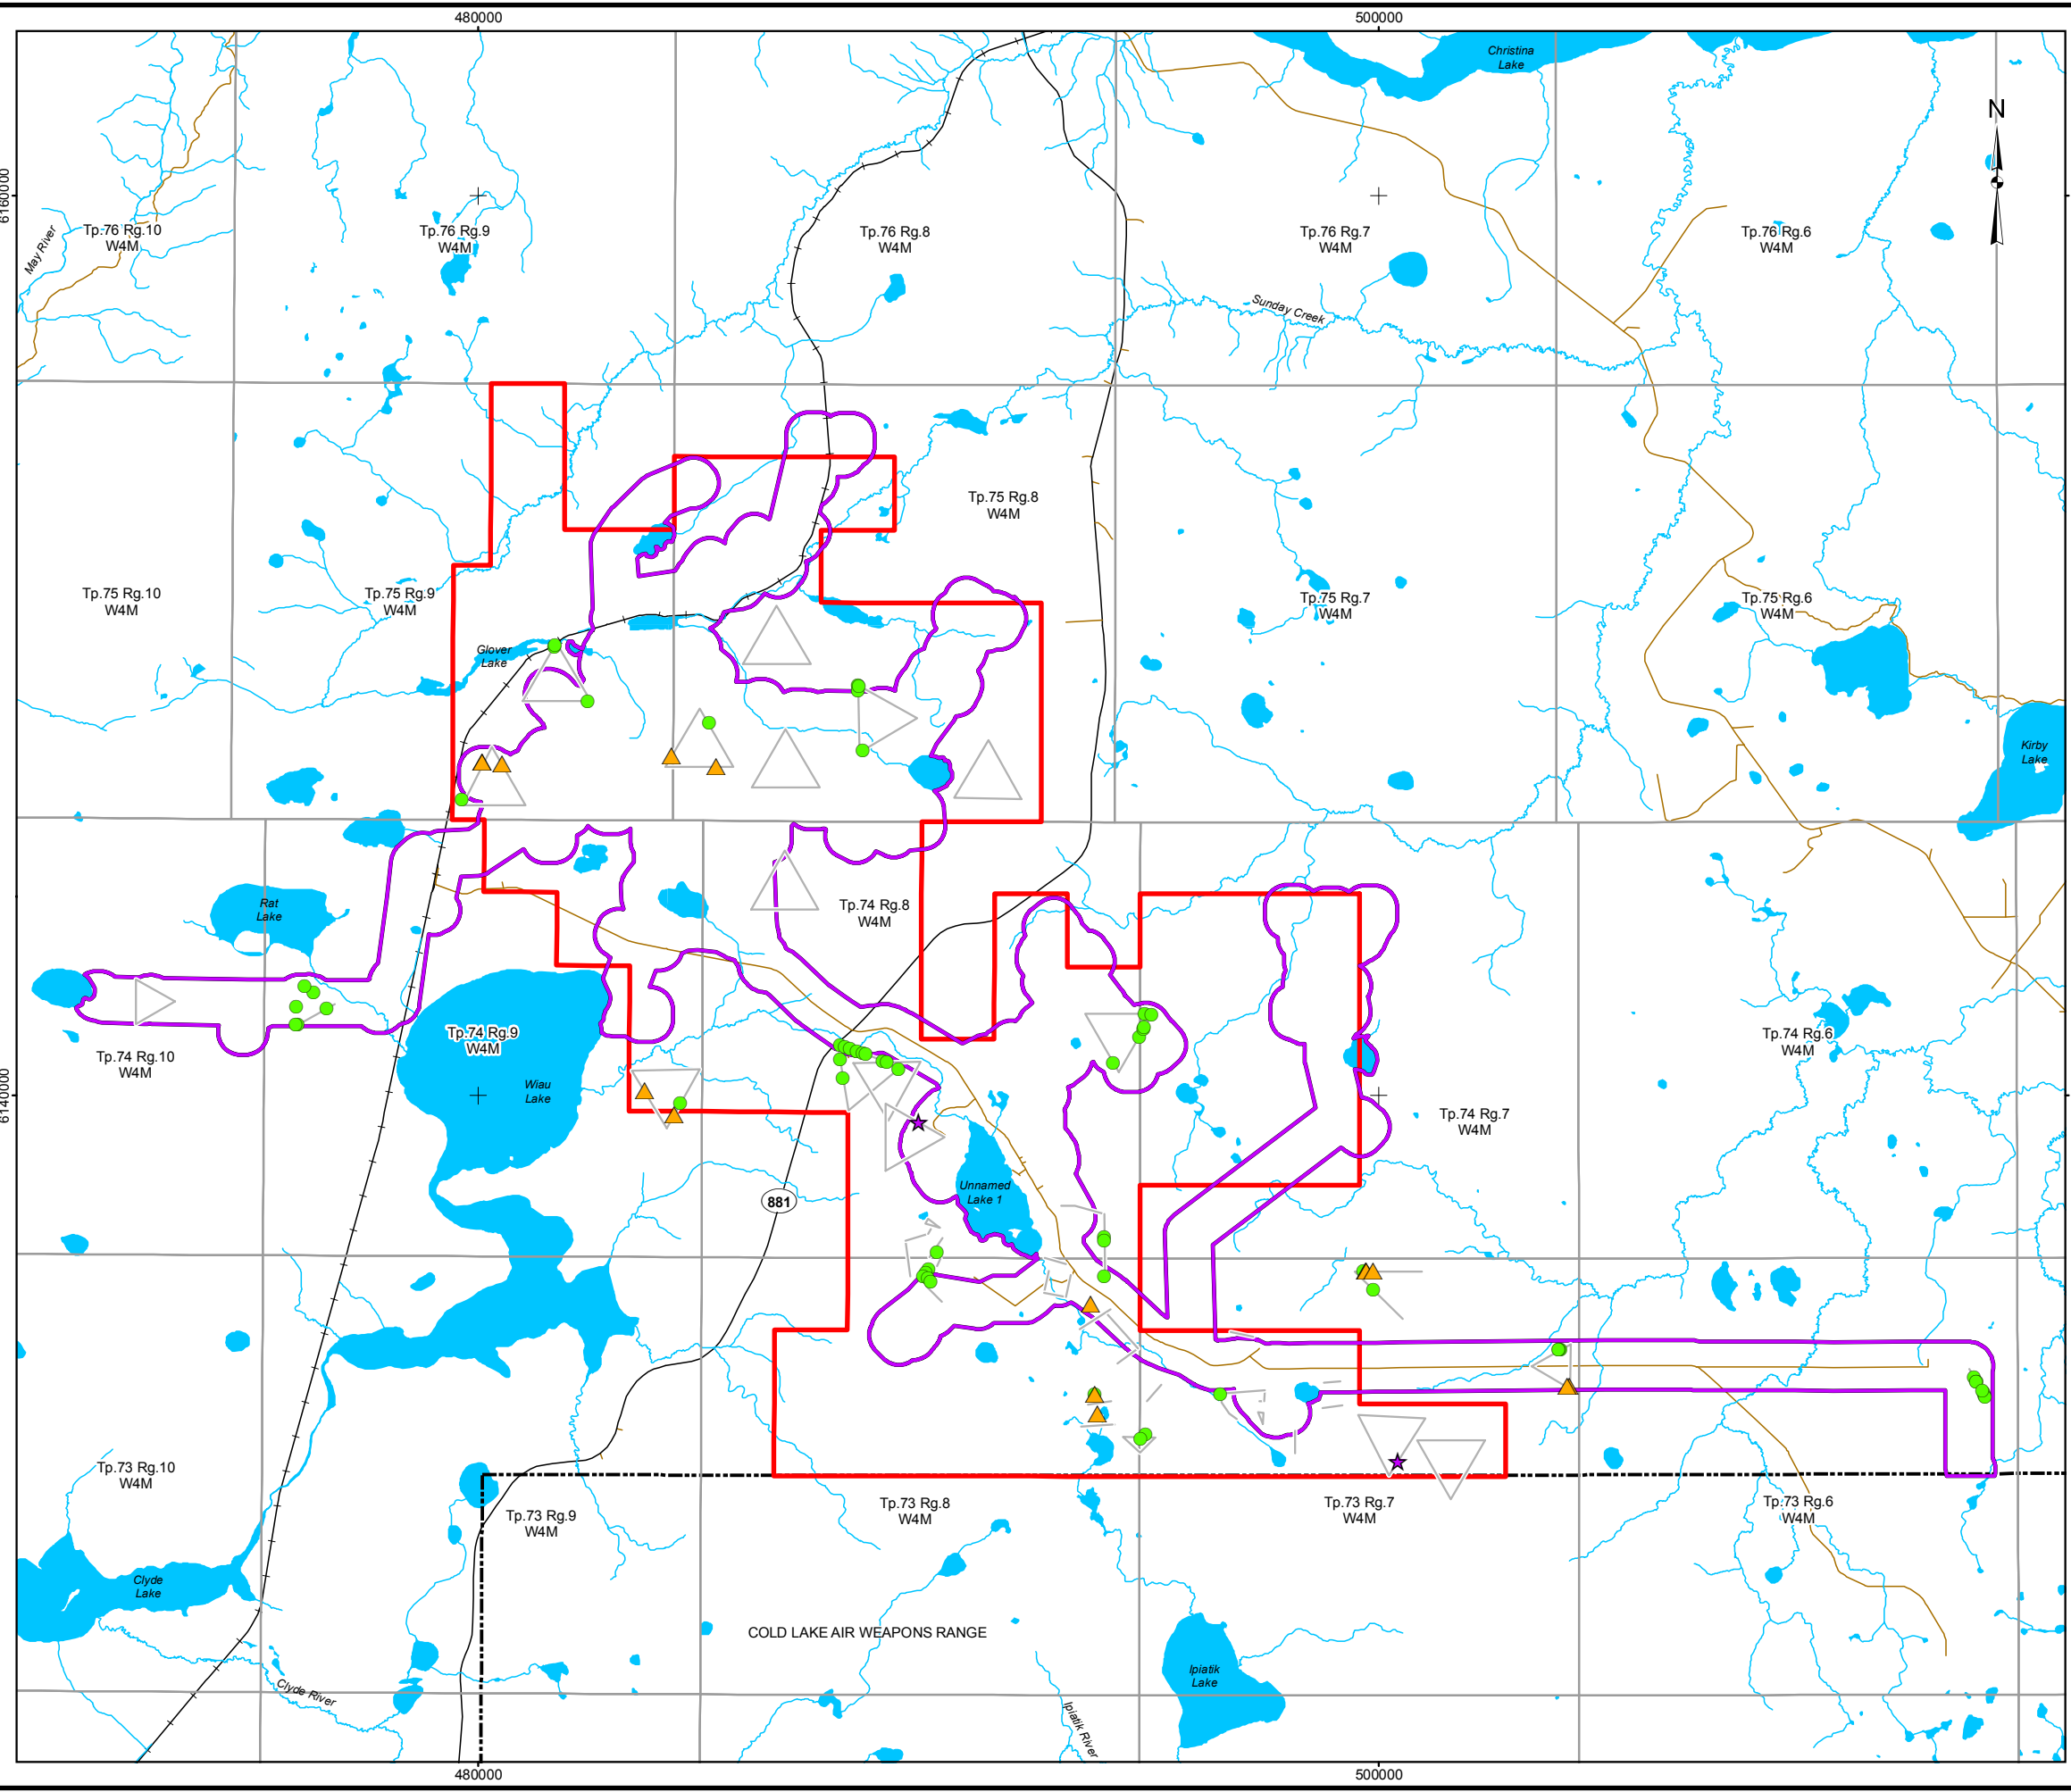 480000
500000
Christina
Lake
N
6160000
May River
Tp.76 Rg.10
W4M
Tp.76 Rg.9
W4M
Tp.76 Rg.8
W4M
Tp.76 Rg.7
W4M
Tp.76 Rg.6
W4M
Sunday Creek
Tp.75 Rg.8
W4M
Tp.75 Rg.10
W4M
Tp.75 Rg.9
W4M
Tp.75 Rg.7
W4M
Tp.75 Rg.6
W4M
Glover
Lake
Kirby
Lake
Rat
Lake
Tp.74 Rg.8
W4M
Tp.74 Rg.9
W4M
Tp.74 Rg.6
W4M
Tp.74 Rg.10
W4M
Wiau
Lake
6140000
Tp.74 Rg.7
W4M
Unnamed
Lake 1
881
Tp.73 Rg.10
W4M
Tp.73 Rg.9
W4M
Tp.73 Rg.8
W4M
Tp.73 Rg.7
W4M
Tp.73 Rg.6
W4M
Clyde
Lake
COLD LAKE AIR WEAPONS RANGE
Ipiatik
Lake
Clyde River
Ipiatik River
480000
500000